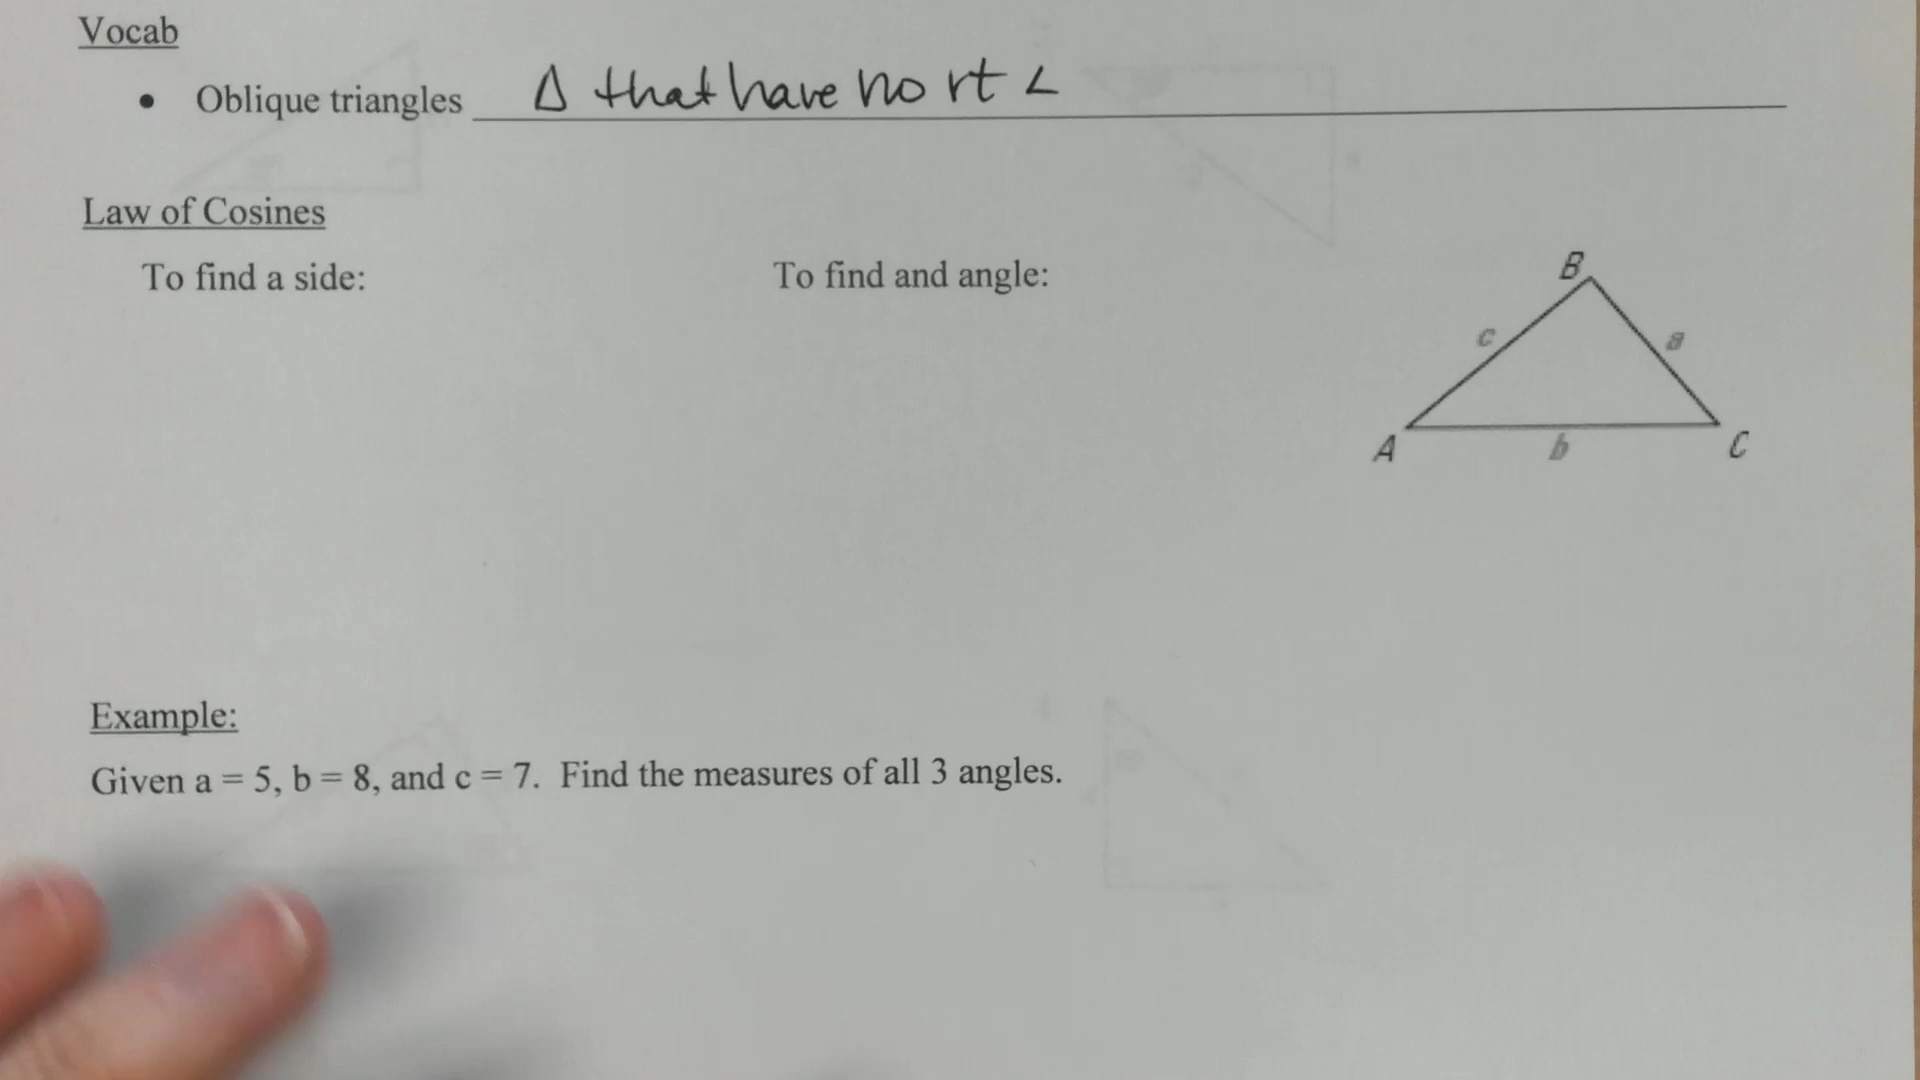 Vocab
• Oblique triangles Δ that have no rt <
Law of Cosines
To find a side:
To find and angle:
B
c
a
A
b
C
Example:
Given a = 5, b = 8, and c = 7. Find the measures of all 3 angles.